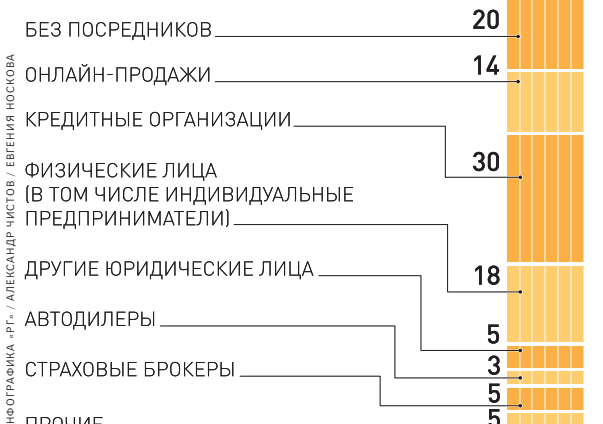 БЕЗ ПОСРЕДНИКОВ 20
ОНЛАЙН-ПРОДАЖИ 14
КРЕДИТНЫЕ ОРГАНИЗАЦИИ 30
ФИЗИЧЕСКИЕ ЛИЦА
(В ТОМ ЧИСЛЕ ИНДИВИДУАЛЬНЫЕ
ПРЕДПРИНИМАТЕЛИ) 18
ДРУГИЕ ЮРИДИЧЕСКИЕ ЛИЦА 5
АВТОДИЛЕРЫ 3
СТРАХОВЫЕ БРОКЕРЫ 5
ПРОЧИЕ 5
НФОГРАФИКА «РГ» / АЛЕКСАНДР ЧИСТОВ / ЕВГЕНИЯ НОСКОВА